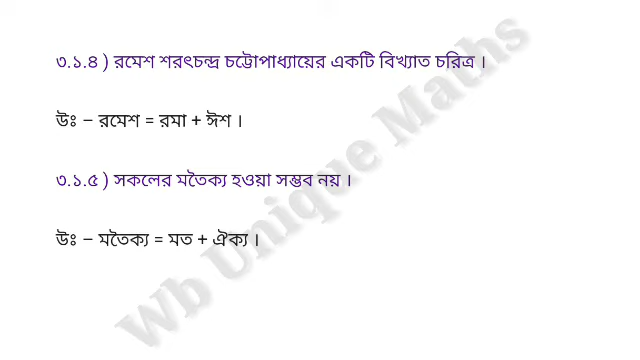 ৩.১.৪ ) রমেশ শরৎচন্দ্র চট্টোপাধ্যায়ের একটি বিখ্যাত চরিত্র ।
উঃ – রমেশ = রমা + ঈশ ।
৩.১.৫ ) সকলের মতৈক্য হওয়া সম্ভব নয় ।
উঃ – মতৈক্য = মত + ঐক্য ।
Wb Unique Maths